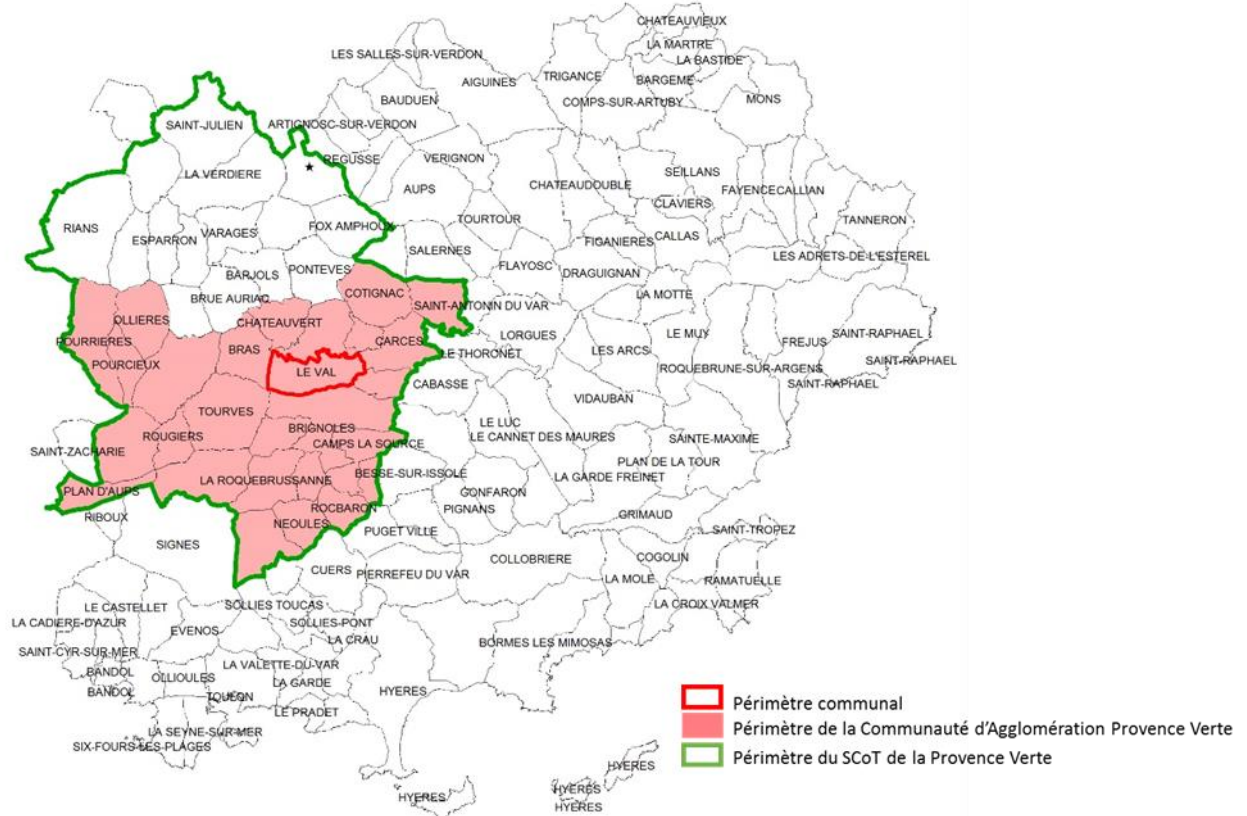 CHATEAUVIEUX
LA MARTRE
LES SALLES-SUR-VERDON
LA BASTIDE
TRIGANCE
AIGUINES
BARGEME
BAUDUEN
COMPS-SUR-ARTUBY
MONS
SAINT-JULIEN
ARTIGNOSC-SUR-VERDON
REGUSSE
VERIGNON
LA VERDIERE
SEILLANS
CHATEAUDOUBLE
AUPS
FAYENCE
CALLIAN
CLAVIERS
TOURTOUR
TANNERON
RIANS
FOX AMPHOUX
VARAGES
ESPARRON
FIGANIERES
CALLAS
SALERNES
LES ADRETS-DE-L'ESTEREL
FLAYOSC
PONTEVES
BARJOLS
DRAGUIGNAN
COTIGNAC
LA MOTTE
BRUE AURIAC
SAINT-ANTONIN DU VAR
OLLIERES
CHATEAUVERT
LORGUES
LE MUY
SAINT-RAPHAEL
POURRIERES
CARCES
FREJUS
BRAS
LE THORONET
LES ARCS
SAINT-RAPHAEL
POURCIEUX
LE VAL
ROQUEBRUNE-SUR-ARGENS
CABASSE
SAINT-RAPHAEL
VIDAUBAN
TOURVES
LE LUC
BRIGNOLES
ROUGIERS
LE CANNET DES MAURES
SAINTE-MAXIME
CAMPS LA SOURCE
SAINT-ZACHARIE
PLAN DE LA TOUR
BESSE-SUR-ISSOLE
LA GARDE FREINET
LA ROQUEBRUSSANNE
PLAN D'AUPS
GONFARON
ROCBARON
PIGNANS
RIBOUX
GRIMAUD
NEOULES
SAINT-TROPEZ
PUGET VILLE
SIGNES
COLLOBRIERE
COGOLIN
CUERS
PIERREFEU DU VAR
LA MOLE
RAMATUELLE
LE CASTELLET
SOLLIES TOUCAS
LA CROIX VALMER
LA CADIERE-D'AZUR
SOLLIES-PONT
EVENOS
LA CRAU
BORMES LES MIMOSAS
SAINT-CYR-SUR-MER
LA VALETTE-DU-VAR
BANDOL
OLLIOULES
LA GARDE
BANDOL
HYERES
TOULON
LE PRADET
LA SEYNE-SUR-MER
SIX-FOURS-LES-PLAGES
HYERES
HYERES
HYERES
HYERES
Périmètre communal
Périmètre de la Communauté d'Agglomération Provence Verte
Périmètre du SCoT de la Provence Verte